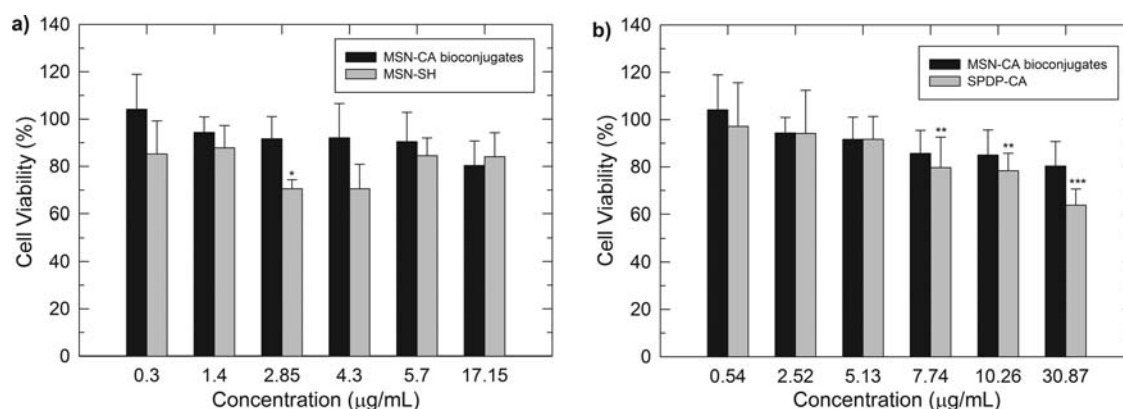 a)
140
120
100
80
60
40
20
0
Cell Viability (%)
MSN-CA bioconjugates
MSN-SH
*
0.3 1.4 2.85 4.3 5.7 17.15
Concentration (μg/mL)
b)
140
120
100
80
60
40
20
0
Cell Viability (%)
MSN-CA bioconjugates
SPDP-CA
** ** ***
0.54 2.52 5.13 7.74 10.26 30.87
Concentration (μg/mL)